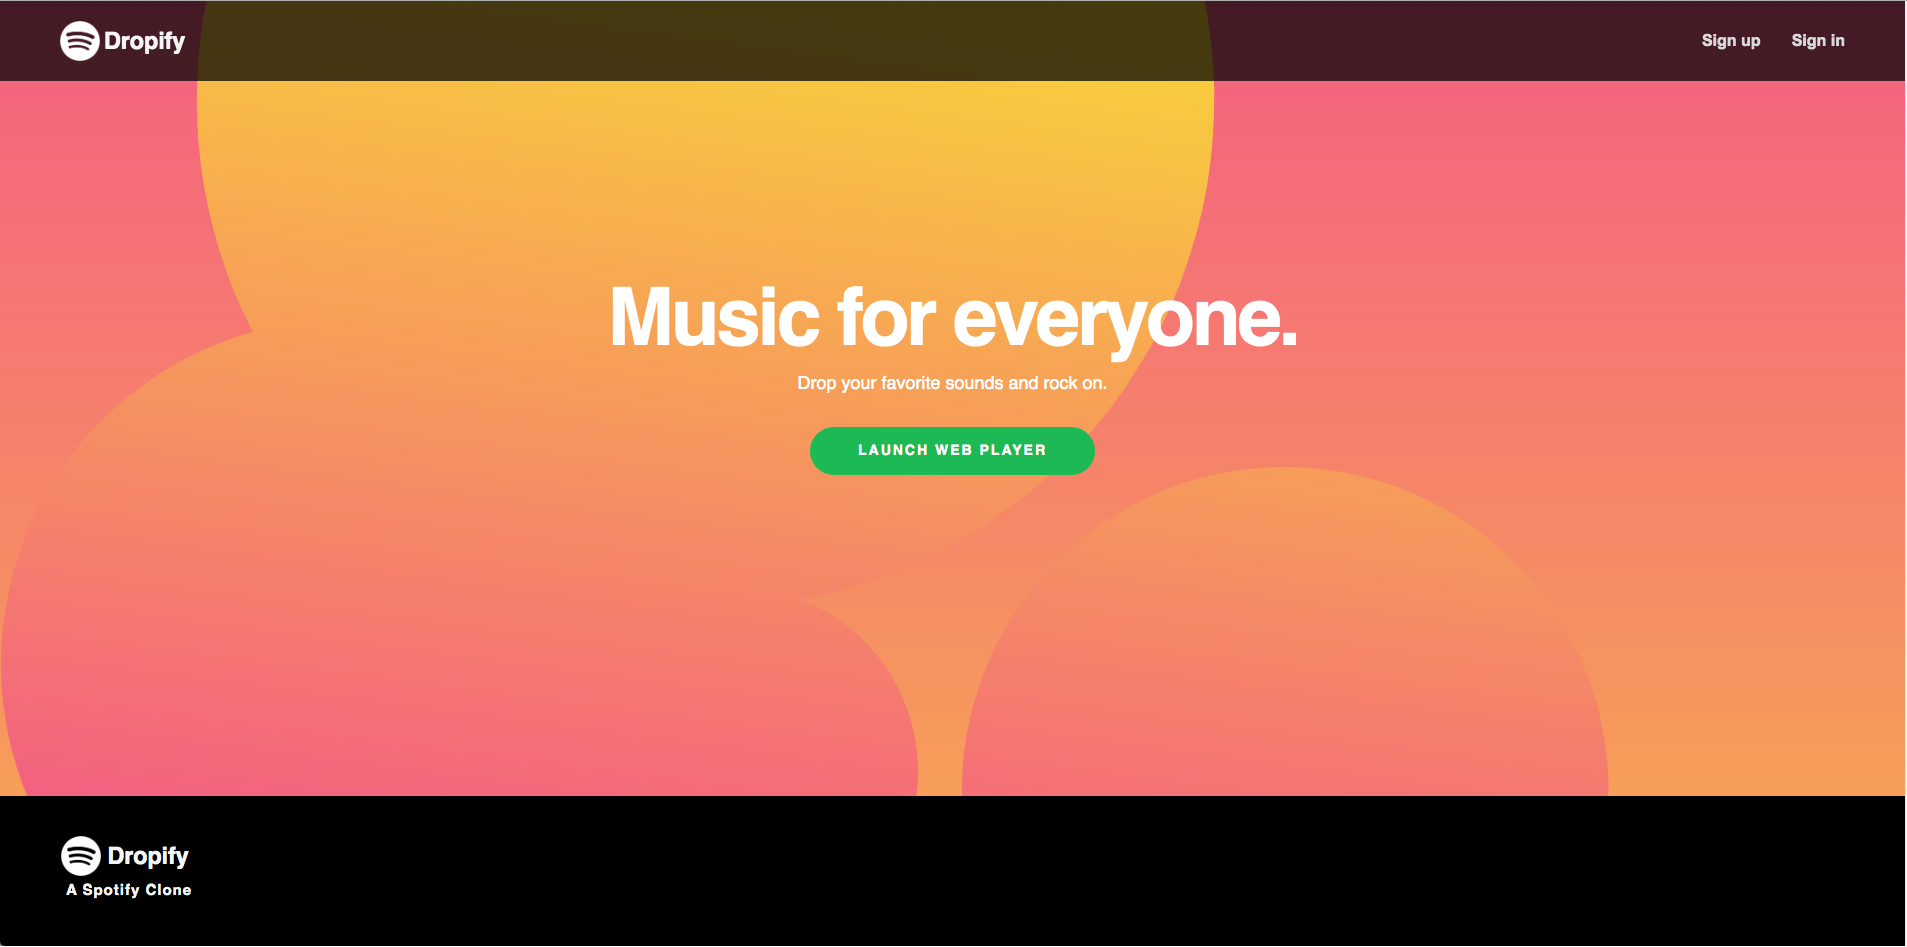 Dropify
Sign up
Sign in
Music for everyone.
Drop your favorite sounds and rock on.
LAUNCH WEB PLAYER
Dropify
A Spotify Clone